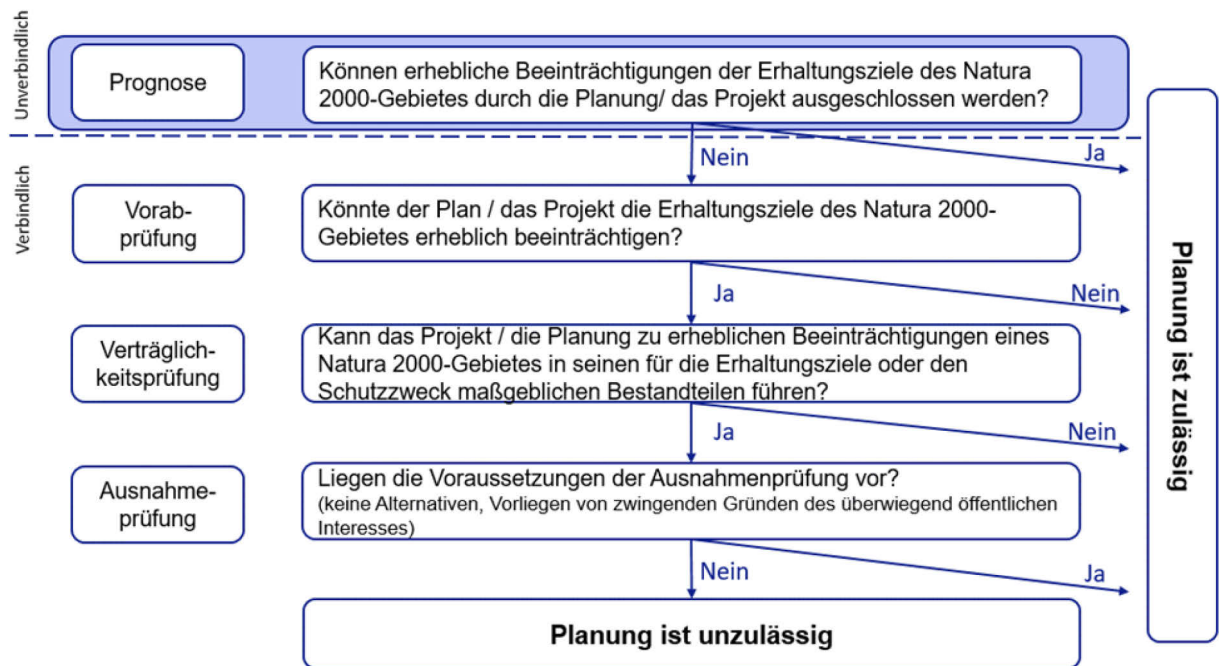 Unverbindlich
Prognose
Können erhebliche Beeinträchtigungen der Erhaltungsziele des Natura
2000-Gebietes durch die Planung/ das Projekt ausgeschlossen werden?
Nein
Ja
Verbindlich
Vorab-
prüfung
Könnte der Plan / das Projekt die Erhaltungsziele des Natura 2000-
Gebietes erheblich beeinträchtigen?
Ja
Nein
Verträglich-
keitsprüfung
Kann das Projekt / die Planung zu erheblichen Beeinträchtigungen eines
Natura 2000-Gebietes in seinen für die Erhaltungsziele oder den
Schutzzweck maßgeblichen Bestandteilen führen?
Ja
Nein
Ausnahme-
prüfung
Liegen die Voraussetzungen der Ausnahmenprüfung vor?
(keine Alternativen, Vorliegen von zwingenden Gründen des überwiegend öffentlichen
Interesses)
Nein
Ja
Planung ist unzulässig
Planung ist zulässig